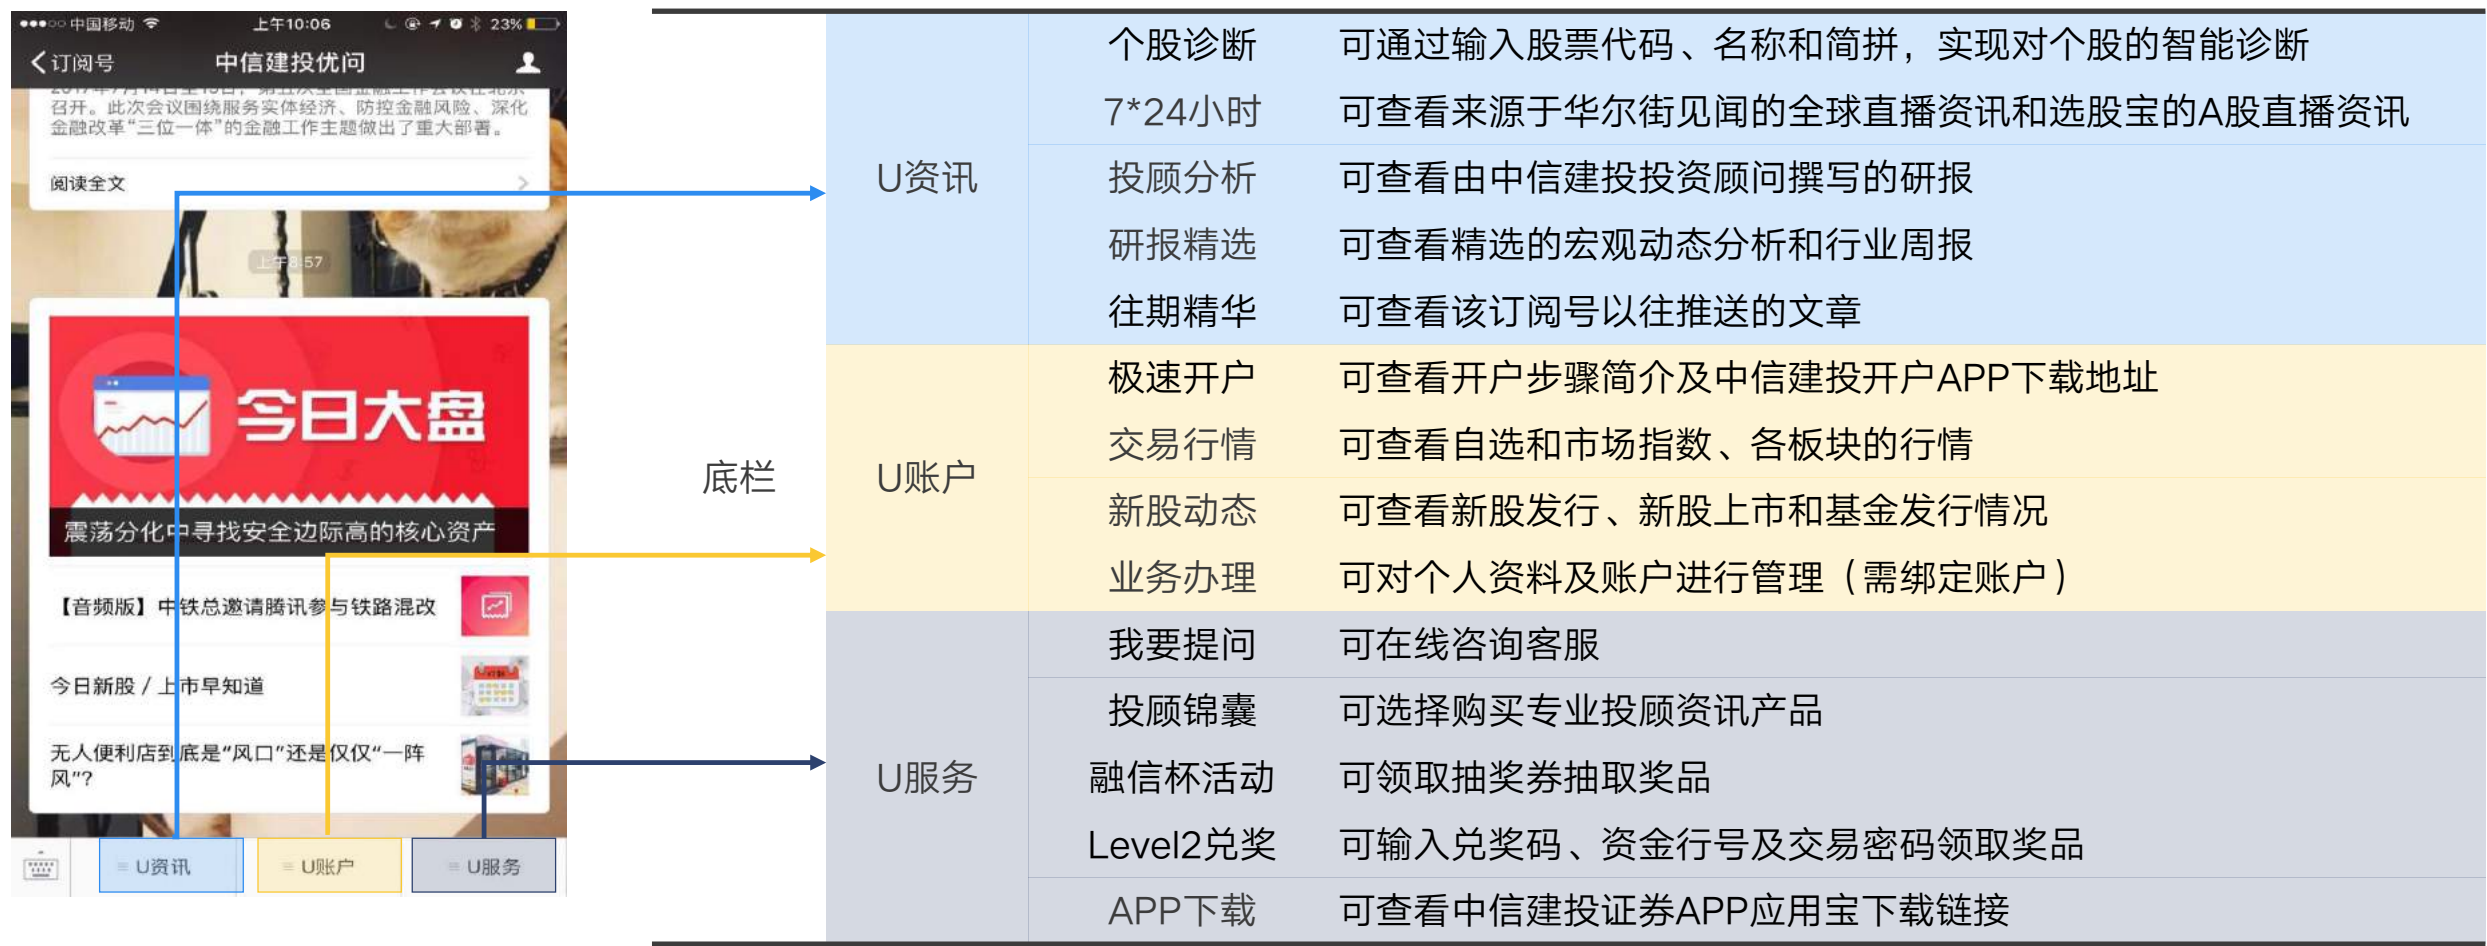 中国移动 上午10:06 23%
订阅号 中信建投优问
召开。此次会议围绕服务实体经济、防控金融风险、深化
金融改革“三位一体”的金融工作主题做出了重大部署。
阅读全文
上午8:57
今日大盘
震荡分化中寻找安全边际高的核心资产
【音频版】中铁总邀请腾讯参与铁路混改
今日新股 / 上市早知道
无人便利店到底是“风口”还是仅仅“一阵
风”?
U资讯 U账户 U服务
底栏
U资讯
个股诊断 可通过输入股票代码、名称和简拼，实现对个股的智能诊断
7*24小时 可查看来源于华尔街见闻的全球直播资讯和选股宝的A股直播资讯
投顾分析 可查看由中信建投投资顾问撰写的研报
研报精选 可查看精选的宏观动态分析和行业周报
往期精华 可查看该订阅号以往推送的文章
U账户
极速开户 可查看开户步骤简介及中信建投开户APP下载地址
交易行情 可查看自选和市场指数、各板块的行情
新股动态 可查看新股发行、新股上市和基金发行情况
业务办理 可对个人资料及账户进行管理（需绑定账户）
U服务
我要提问 可在线咨询客服
投顾锦囊 可选择购买专业投顾资讯产品
融信杯活动 可领取抽奖券抽取奖品
Level2兑奖 可输入兑奖码、资金行号及交易密码领取奖品
APP下载 可查看中信建投证券APP应用宝下载链接